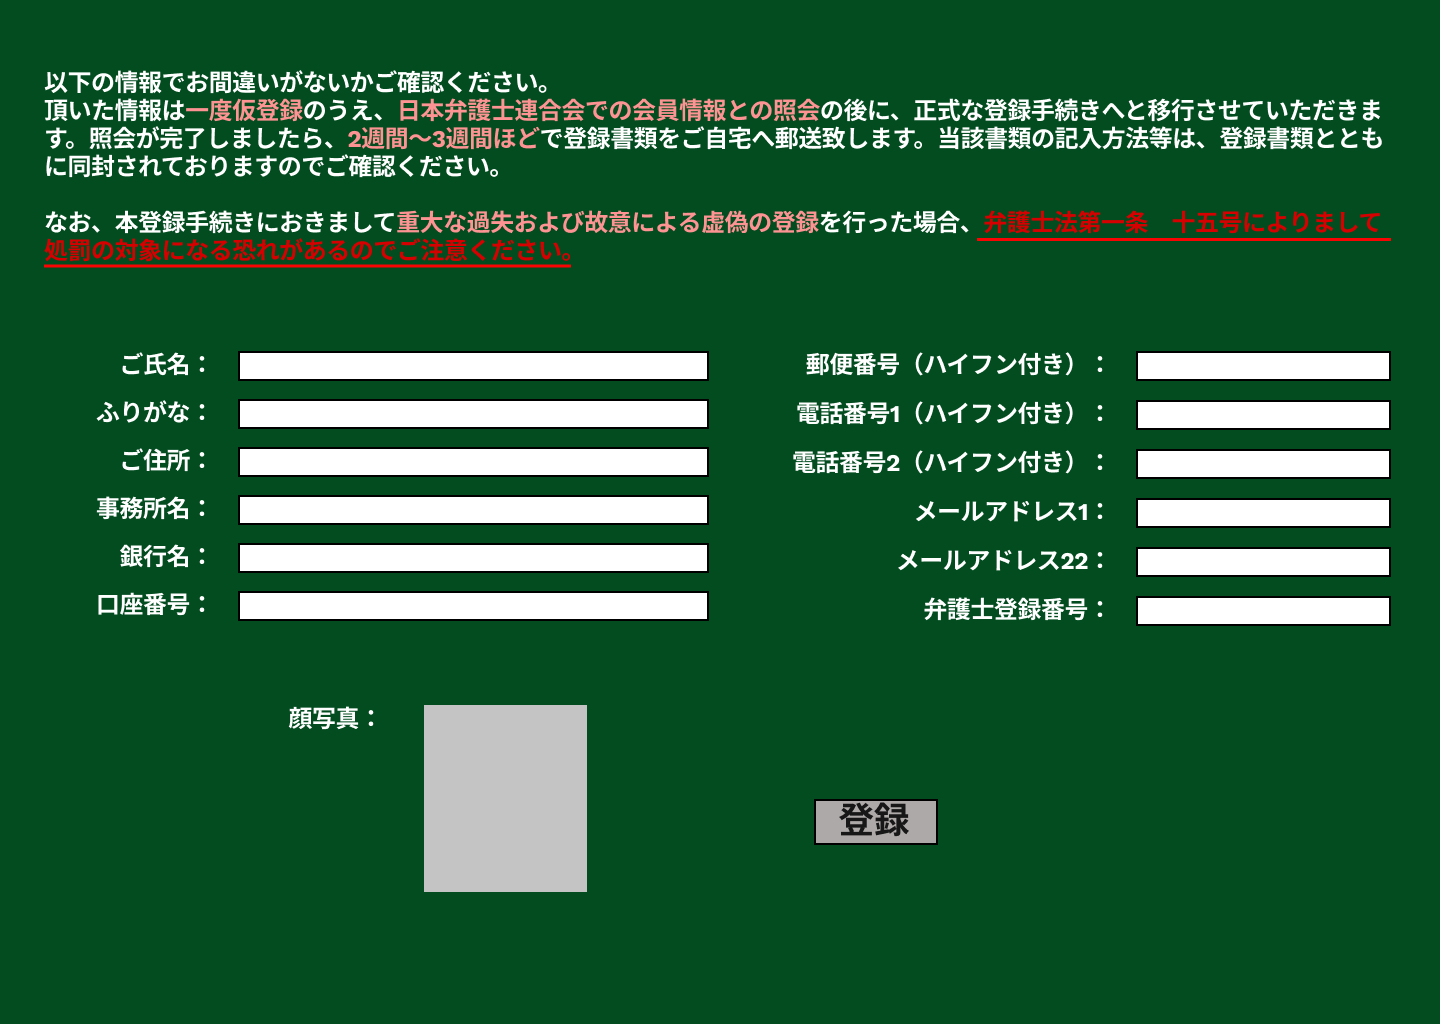 以下の情報でお間違いがないかご確認ください。
頂いた情報は一度仮登録のうえ、日本弁護士連合会での会員情報との照会の後に、正式な登録手続きへと移行させていただきま
す。照会が完了しましたら、2週間〜3週間ほどで登録書類をご自宅へ郵送致します。当該書類の記入方法等は、登録書類ととも
に同封されておりますのでご確認ください。
なお、本登録手続きにおきまして重大な過失および故意による虚偽の登録を行った場合、弁護士法第一条　十五号によりまして
処罰の対象になる恐れがあるのでご注意ください。
ご氏名：
ふりがな：
ご住所：
事務所名：
銀行名：
口座番号：
郵便番号（ハイフン付き）：
電話番号1（ハイフン付き）：
電話番号2（ハイフン付き）：
メールアドレス1：
メールアドレス22：
弁護士登録番号：
顔写真：
登録